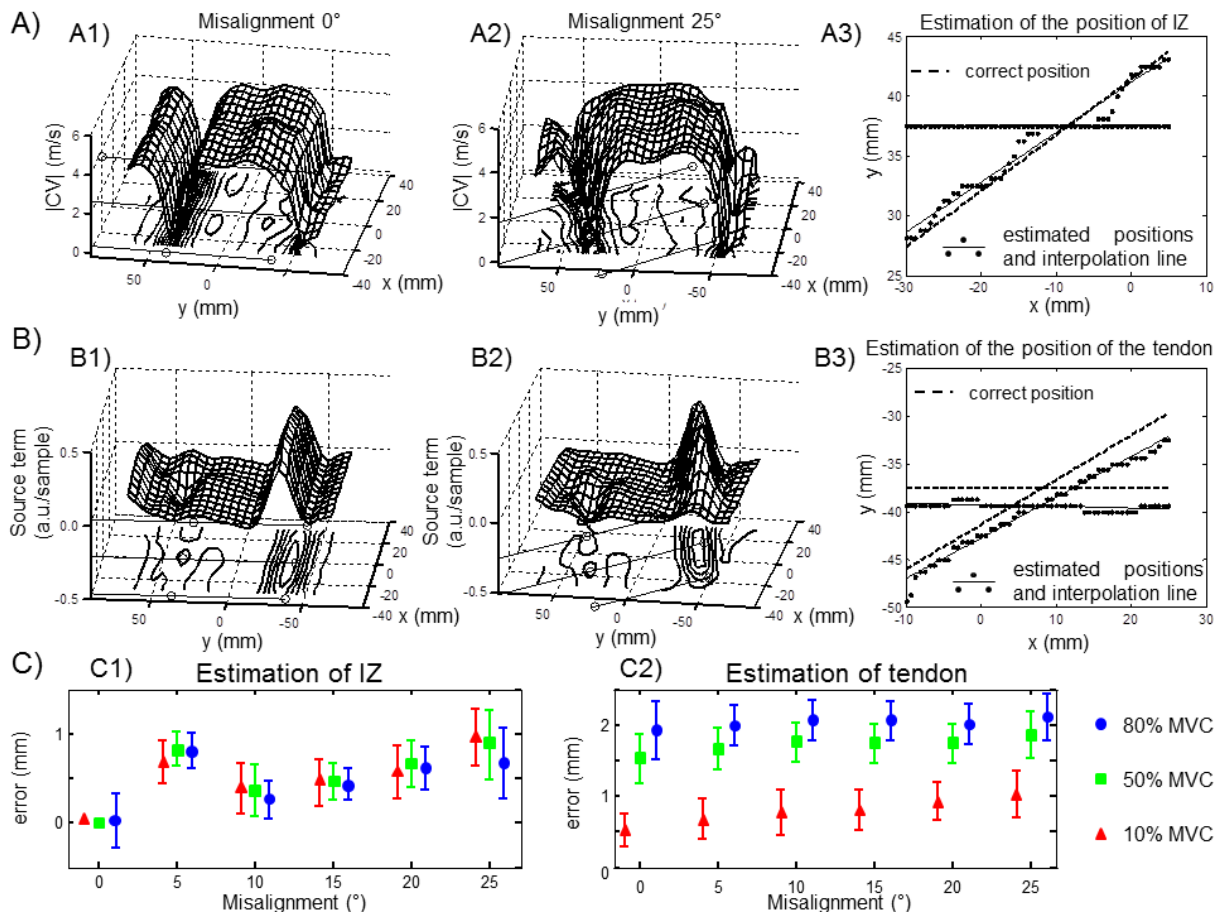 A)
Misalignment 0°
Misalignment 25°
Estimation of the position of IZ
A1)
A2)
A3)
|CV| (m/s)
6
4
2
0
50
0
-50
y (mm)
40
20
0
-20
-40
x (mm)
|CV| (m/s)
6
4
2
0
50
0
-50
y (mm)
40
20
0
-20
-40
x (mm)
correct position
estimated positions
and interpolation line
y (mm)
45
40
35
30
25
-30
-20
-10
0
10
x (mm)
B)
Estimation of the position of the tendon
B1)
B2)
B3)
Source term
(a.u./sample)
0.5
0.0
-0.5
50
0
-50
y (mm)
40
20
0
-20
-40
x (mm)
Source term
(a.u./sample)
0.5
0.0
-0.5
50
0
-50
y (mm)
40
20
0
-20
-40
x (mm)
correct position
estimated positions
and interpolation line
y (mm)
-25
-30
-35
-40
-45
-50
-10
0
10
20
30
x (mm)
C)
C1)
Estimation of IZ
error (mm)
1
0
0 5 10 15 20 25
Misalignment (°)
C2)
Estimation of tendon
error (mm)
2
1
0
0 5 10 15 20 25
Misalignment (°)
80% MVC
50% MVC
10% MVC